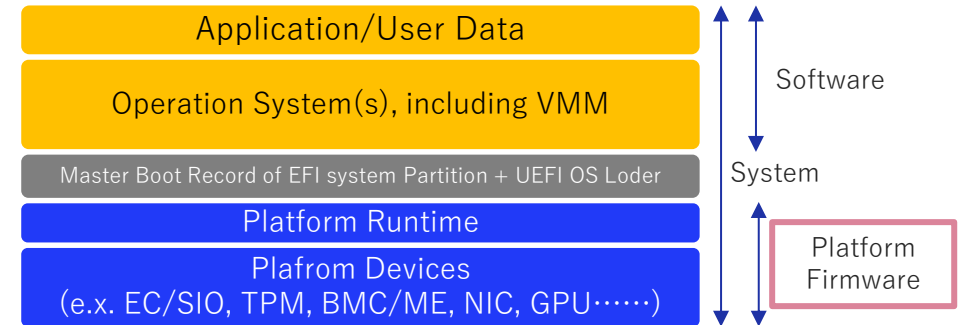 Application/User Data
Operation System(s), including VMM
Master Boot Record of EFI system Partition + UEFI OS Loder
Platform Runtime
Plafrom Devices
(e.x. EC/SIO, TPM, BMC/ME, NIC, GPU……)
Software
System
Platform
Firmware